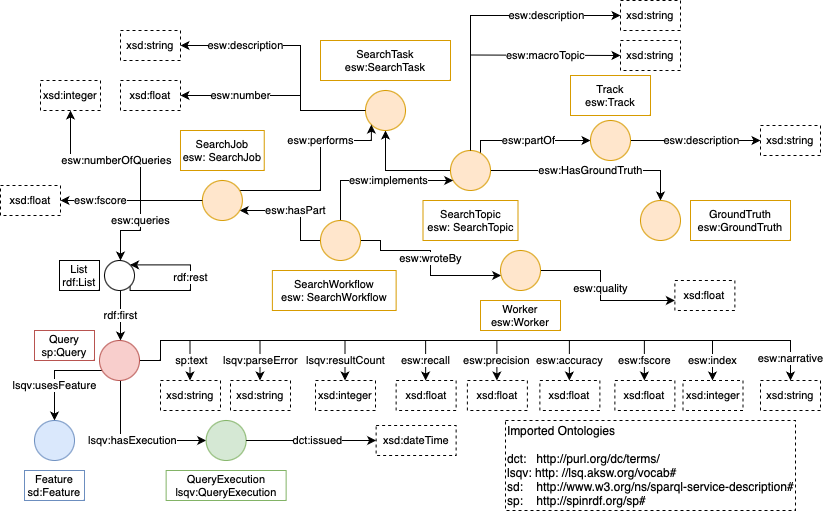 esw:description
xsd:string
xsd:string
esw:description
SearchTask
esw:SearchTask
esw:macroTopic
xsd:string
xsd:integer
xsd:float
esw:number
Track
esw:Track
SearchJob
esw: SearchJob
esw:performs
esw:partOf
esw:description
xsd:string
esw:numberOfQueries
esw:implements
esw:HasGroundTruth
xsd:float
esw:fscore
esw:hasPart
esw:queries
SearchTopic
esw: SearchTopic
GroundTruth
esw:GroundTruth
esw:wroteBy
List
rdf:List
rdf:rest
SearchWorkflow
esw: SearchWorkflow
esw:quality
xsd:float
Worker
esw:Worker
rdf:first
Query
sp:Query
sp:text
lsqv:parseError
lsqv:resultCount
esw:recall
esw:precision
esw:accuracy
esw:fscore
esw:index
esw:narrative
lsqv:usesFeature
xsd:string
xsd:string
xsd:integer
xsd:float
xsd:float
xsd:float
xsd:float
xsd:integer
xsd:string
lsqv:hasExecution
dct:issued
xsd:dateTime
Feature
sd:Feature
QueryExecution
lsqv:QueryExecution
Imported Ontologies
dct: http://purl.org/dc/terms/
lsqv: http: //lsq.aksw.org/vocab#
sd: http://www.w3.org/ns/sparql-service-description#
sp: http://spinrdf.org/sp#